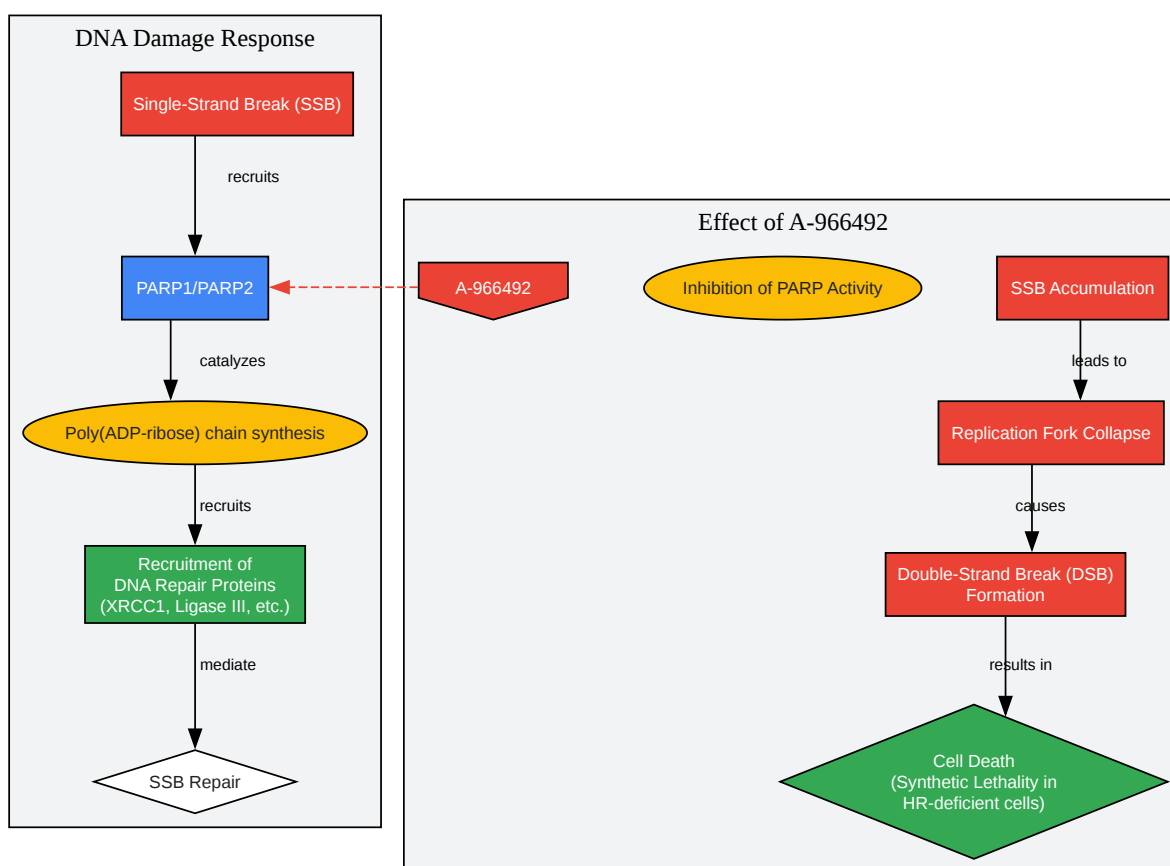 DNA Damage Response
Single-Strand Break (SSB)
recruits
PARP1/PARP2
catalyzes
Poly(ADP-ribose) chain synthesis
recruits
Recruitment of
DNA Repair Proteins
(XRCC1, Ligase III, etc.)
mediate
SSB Repair
Effect of A-966492
A-966492
Inhibition of PARP Activity
SSB Accumulation
leads to
Replication Fork Collapse
causes
Double-Strand Break (DSB)
Formation
results in
Cell Death
(Synthetic Lethality in
HR-deficient cells)